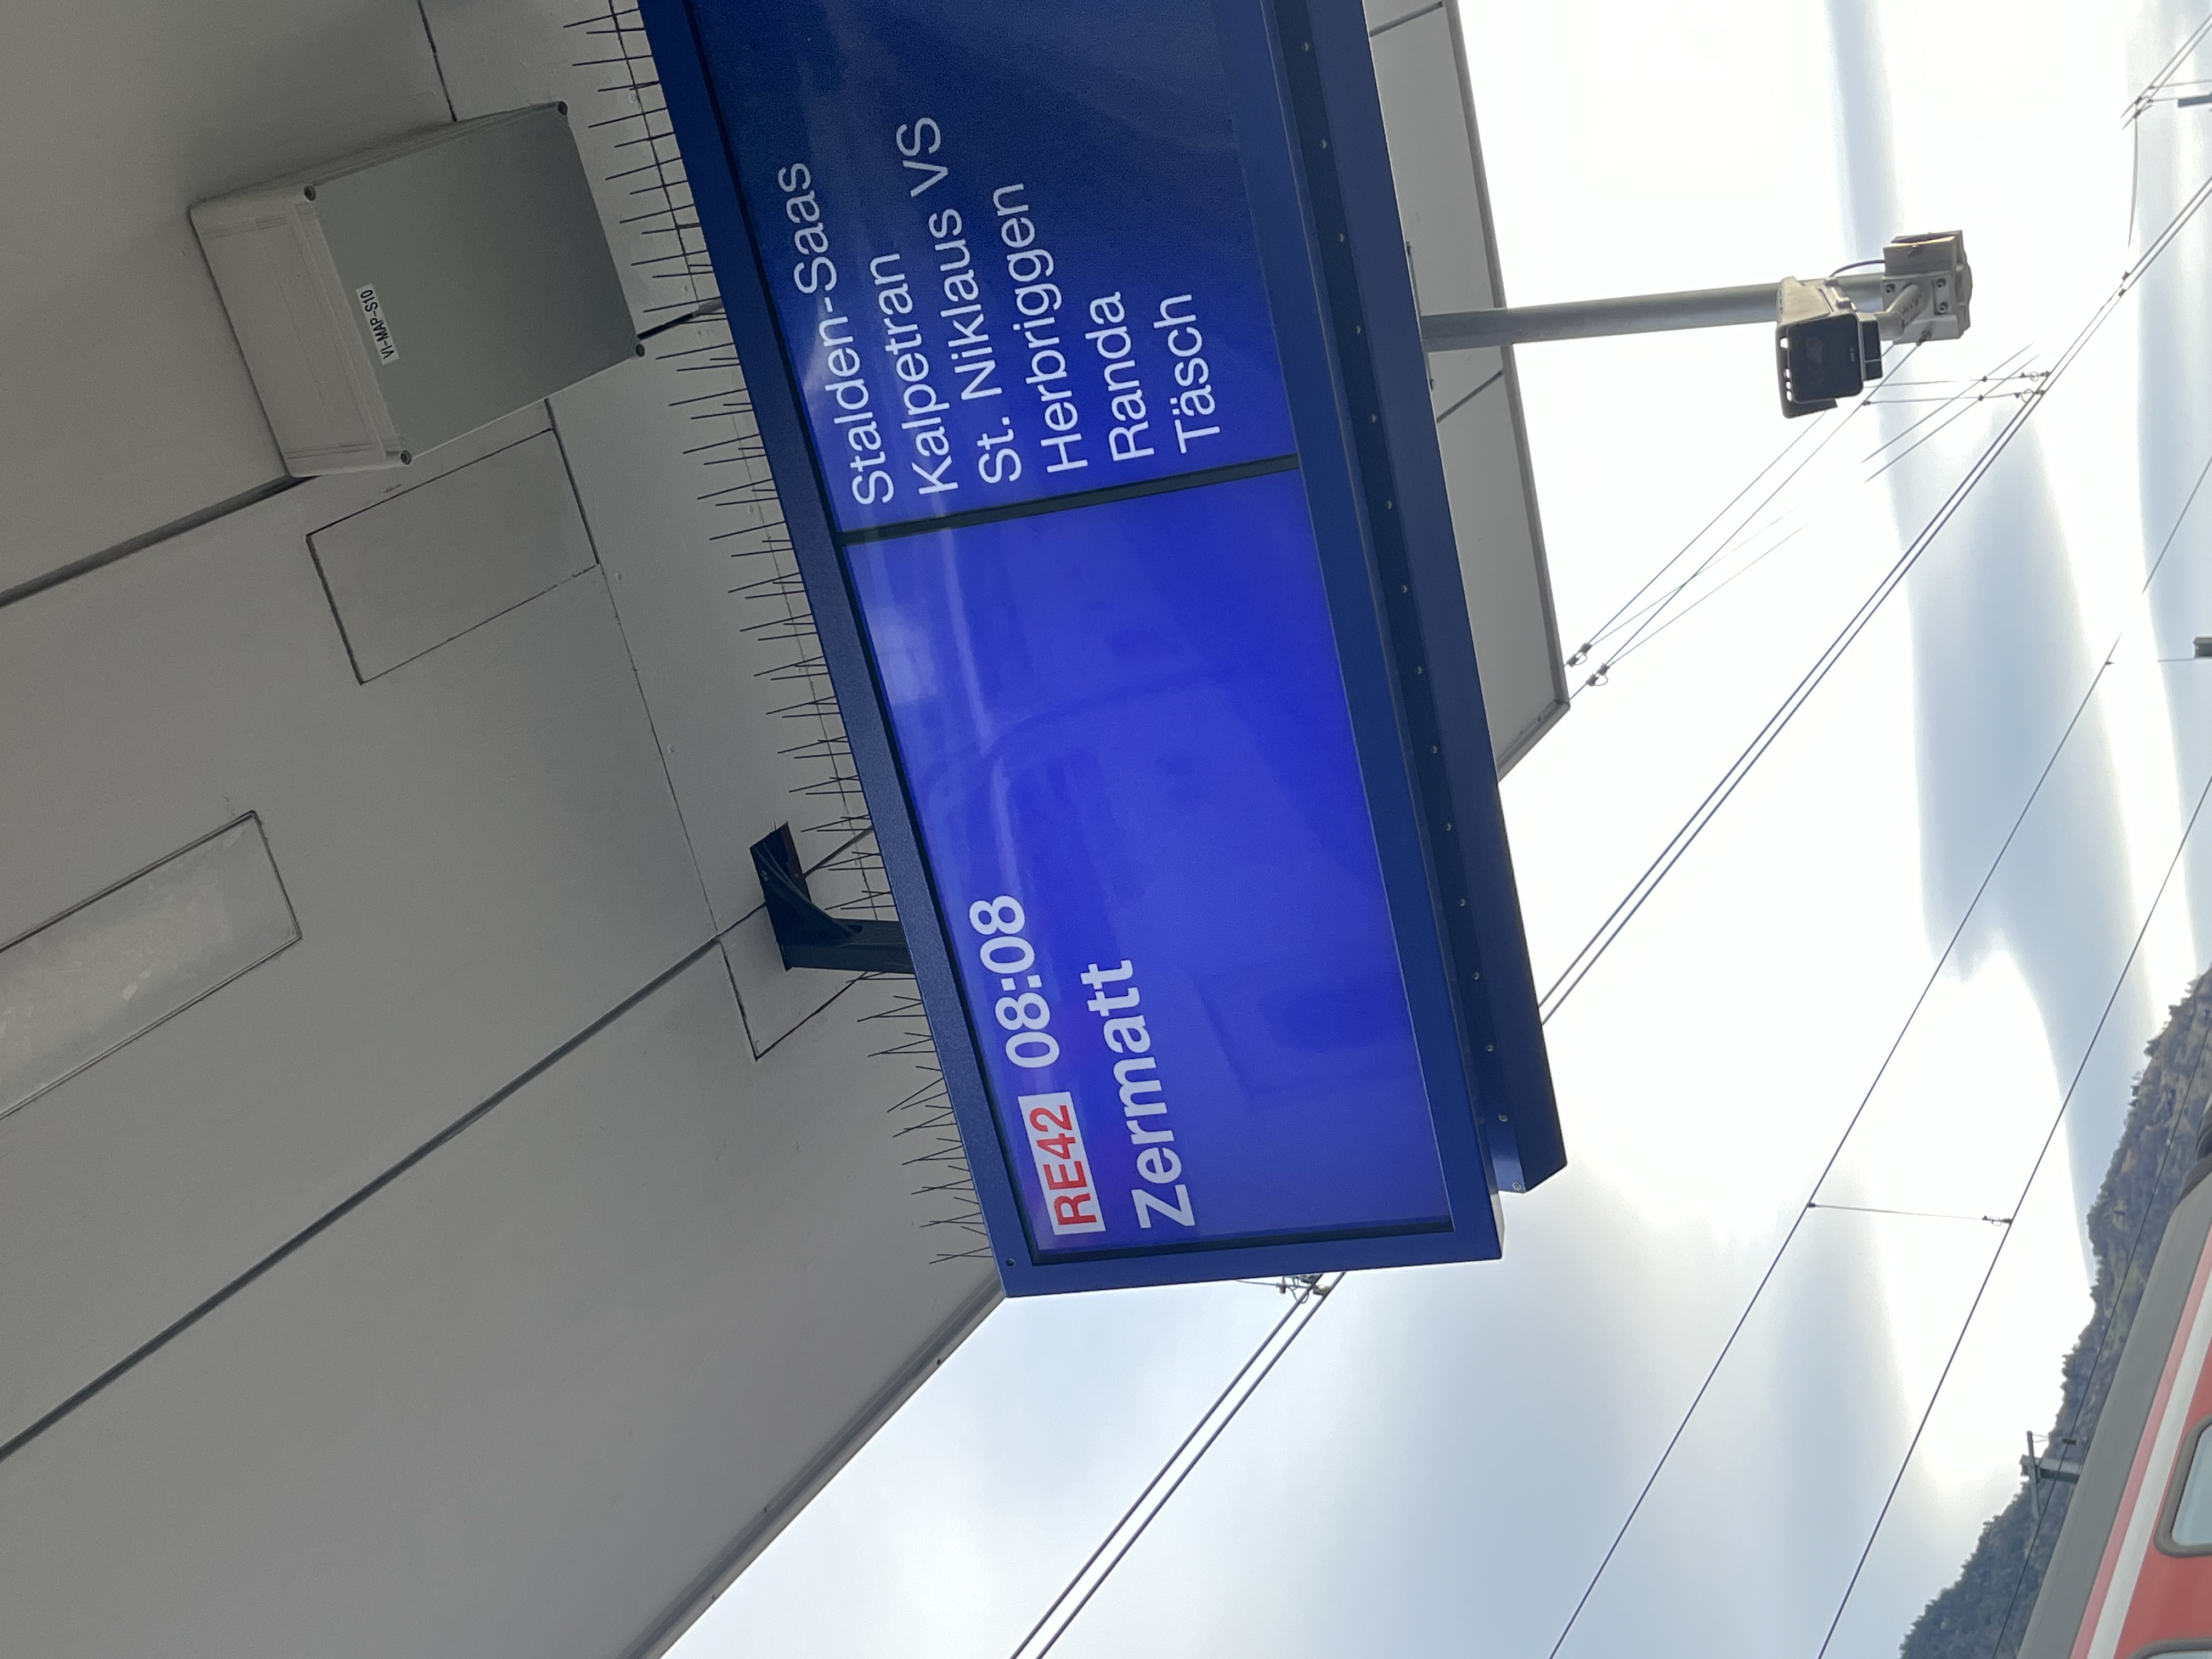 VI-MAP-S10
RE42 08:08
Zermatt
Stalden-Saas
Kalpetran
St. Niklaus VS
Herbriggen
Randa
Täsch